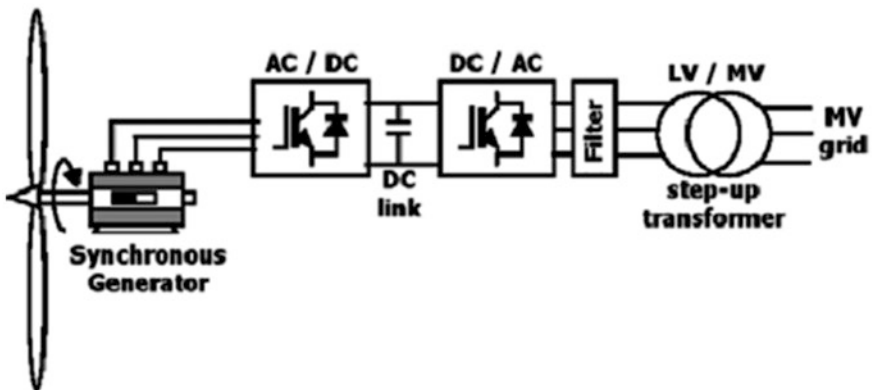 AC / DC
DC / AC
LV / MV
Filter
MV
grid
DC
link
step-up
transformer
Synchronous
Generator